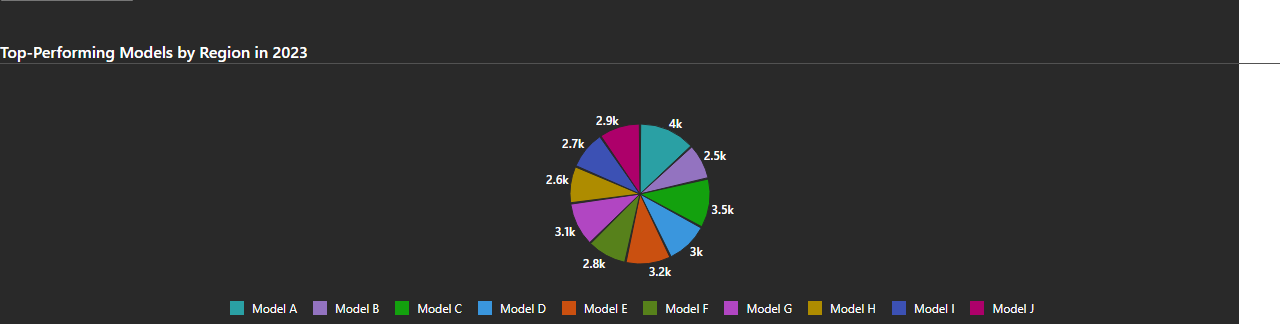 Top-Performing Models by Region in 2023
2.9k
4k
2.7k
2.5k
2.6k
3.5k
3.1k
3k
2.8k
3.2k
Model A Model B Model C Model D Model E Model F Model G Model H Model I Model J